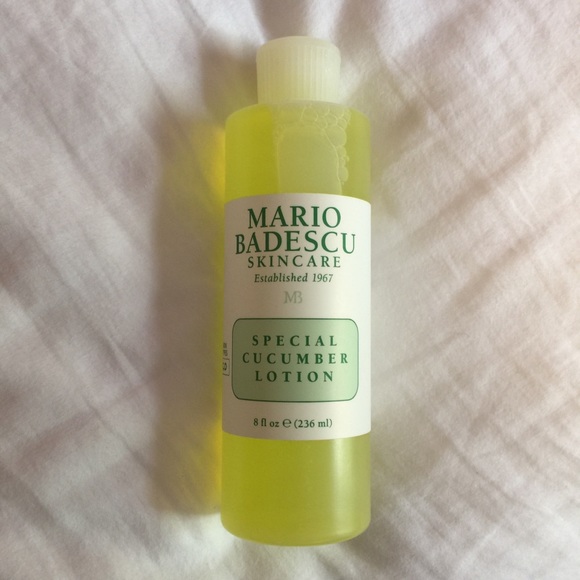 MARIO
BADESCU
SKINCARE
Established 1967
MB
SPECIAL
CUCUMBER
LOTION
8 fl oz ℮ (236 ml)